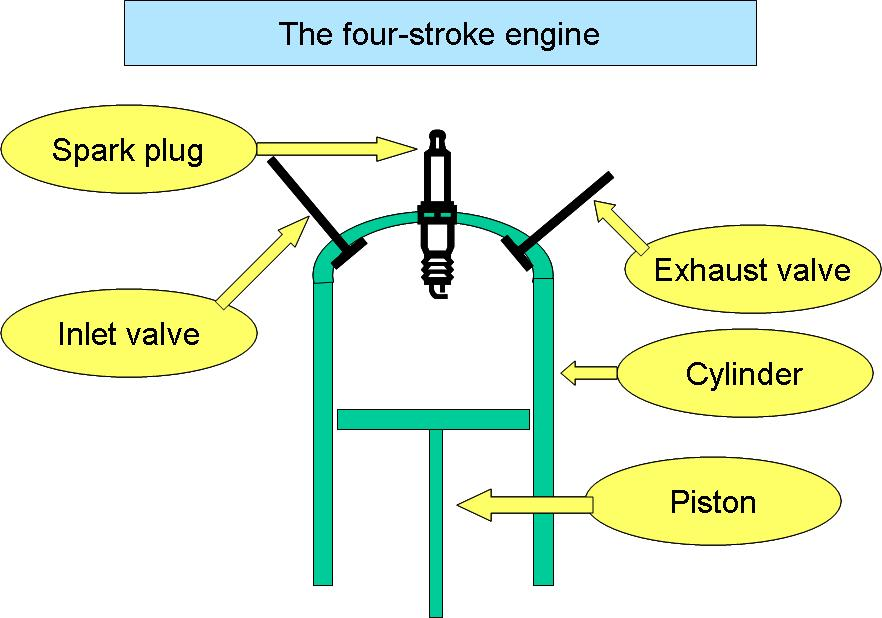 The four-stroke engine
Spark plug
Exhaust valve
Inlet valve
Cylinder
Piston